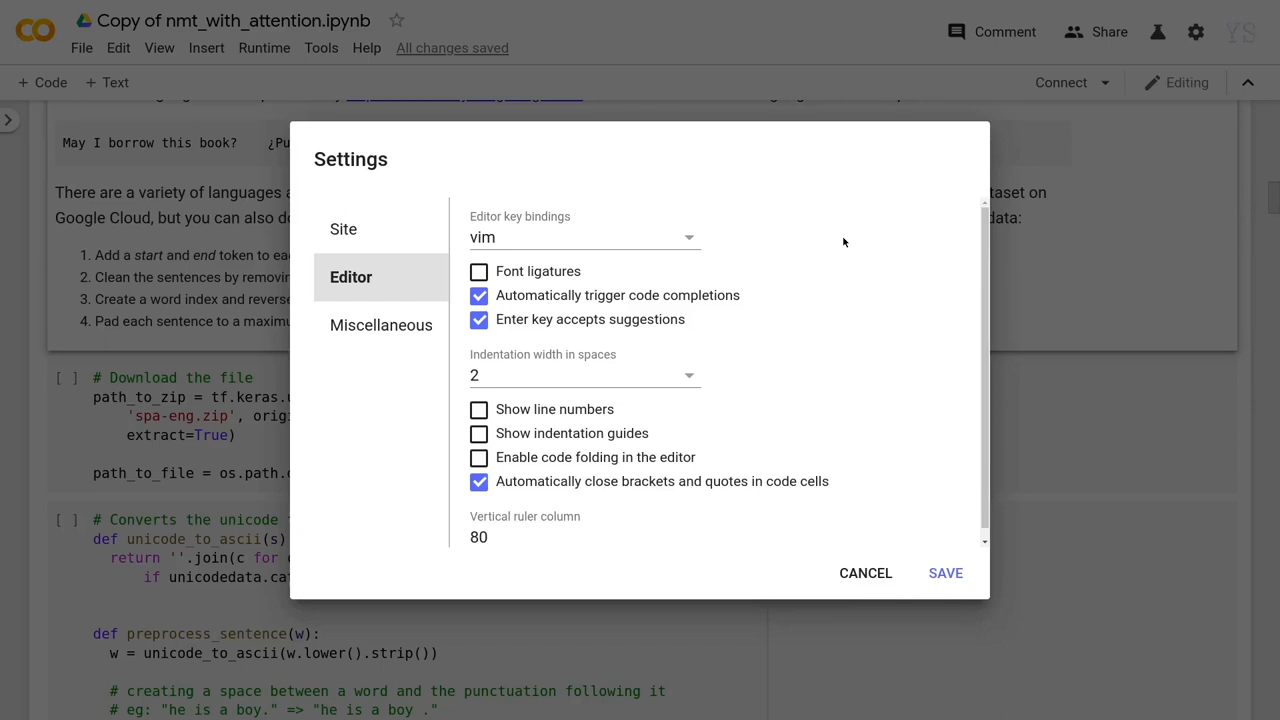 Copy of nmt_with_attention.ipynb
File Edit View Insert Runtime Tools Help All changes saved
Comment Share YS
+ Code + Text
Connect Editing
May I borrow this book? ¿Pu
There are a variety of languages a
taset on
Google Cloud, but you can also do
data:
1. Add a start and end token to ea
2. Clean the sentences by removin
3. Create a word index and reverse
4. Pad each sentence to a maximu
Settings
Site
Editor
Miscellaneous
Editor key bindings
vim
Font ligatures
Automatically trigger code completions
Enter key accepts suggestions
Indentation width in spaces
2
Show line numbers
Show indentation guides
Enable code folding in the editor
Automatically close brackets and quotes in code cells
Vertical ruler column
80
CANCEL SAVE
[ ] # Download the file
path_to_zip = tf.keras.u
'spa-eng.zip', origi
extract=True)
path_to_file = os.path.d
[ ] # Converts the unicode
def unicode_to_ascii(s)
return ''.join(c for c
if unicodedata.cat
def preprocess_sentence(w):
w = unicode_to_ascii(w.lower().strip())
# creating a space between a word and the punctuation following it
# eg: "he is a boy." => "he is a boy ."